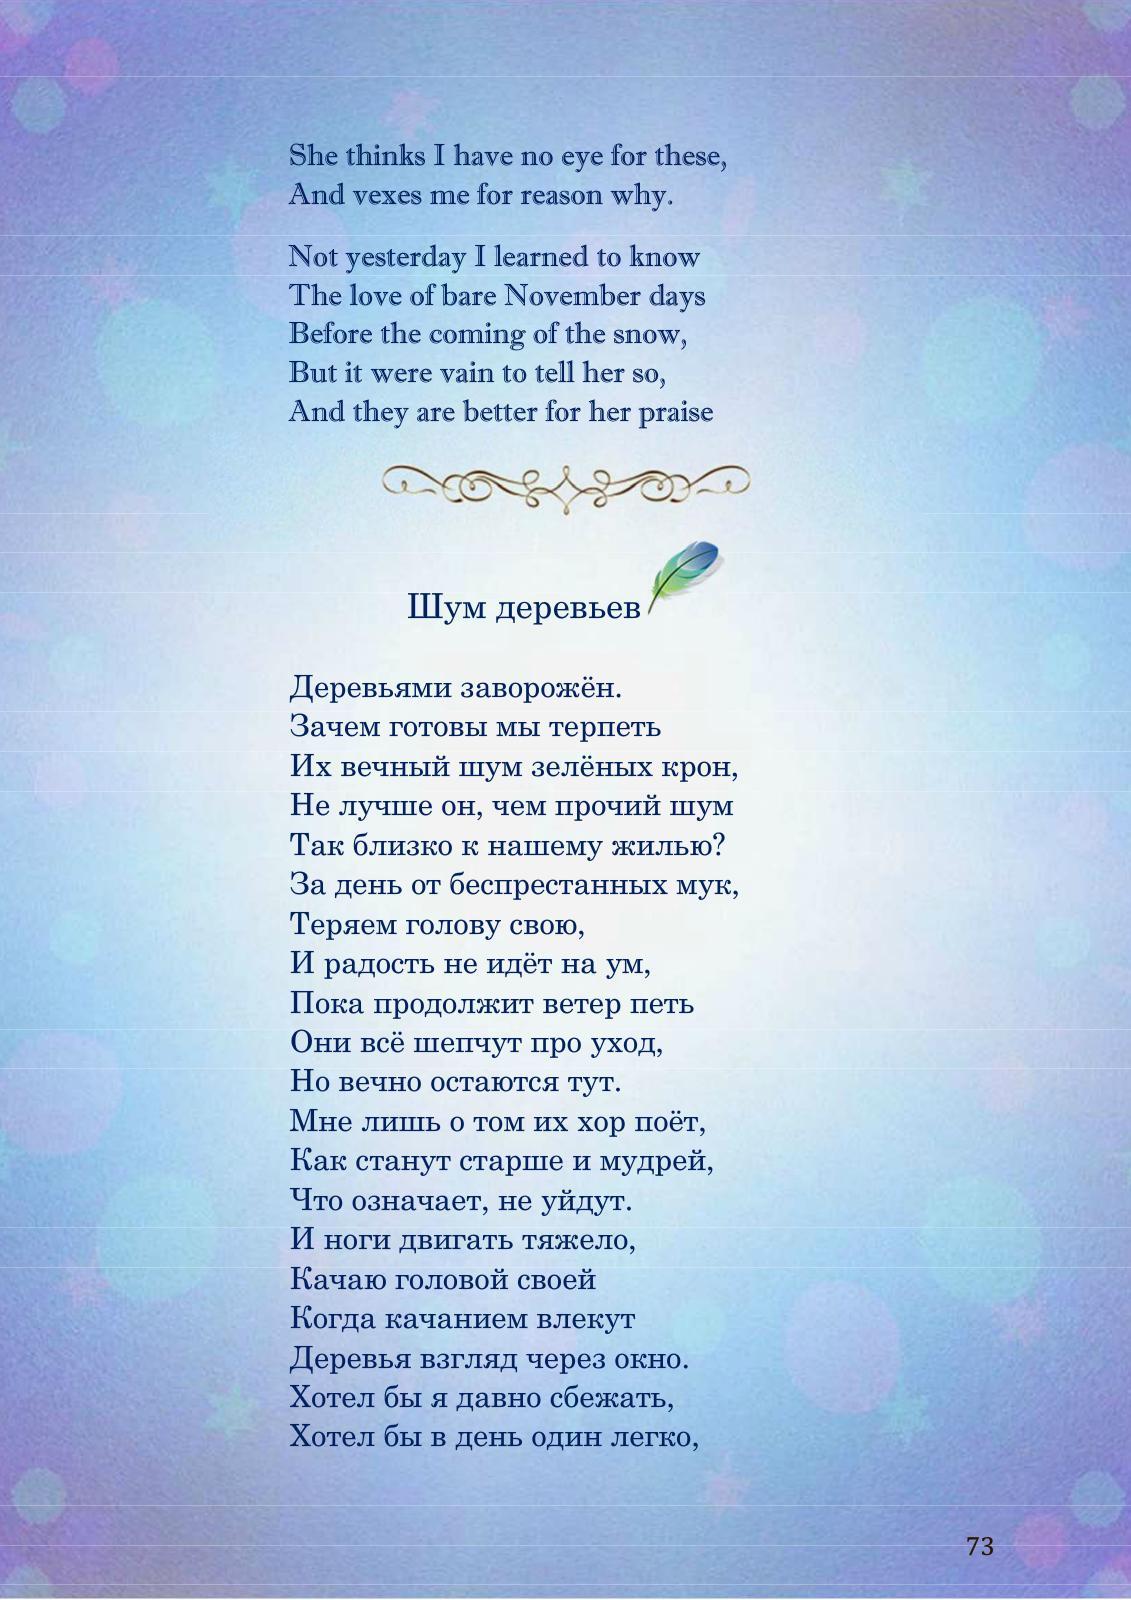 She thinks I have no eye for these,
And vexes me for reason why.
Not yesterday I learned to know
The love of bare November days
Before the coming of the snow,
But it were vain to tell her so,
And they are better for her praise
Шум деревьев
Деревьями заворожён.
Зачем готовы мы терпеть
Их вечный шум зелёных крон,
Не лучше он, чем прочий шум
Так близко к нашему жилью?
За день от беспрестанных мук,
Теряем голову свою,
И радость не идёт на ум,
Пока продолжит ветер петь
Они всё шепчут про уход,
Но вечно остаются тут.
Мне лишь о том их хор поёт,
Как станут старше и мудрей,
Что означает, не уйдут.
И ноги двигать тяжело,
Качаю головой своей
Когда качанием влекут
Деревья взгляд через окно.
Хотел бы я давно сбежать,
Хотел бы в день один легко,
73